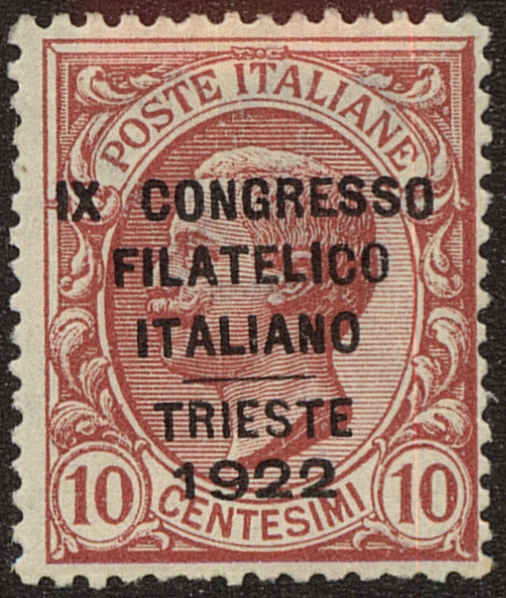 POSTE ITALIANE
IX CONGRESSO
FILATELICO
ITALIANO
TRIESTE
1922
10 CENTESIMI 10